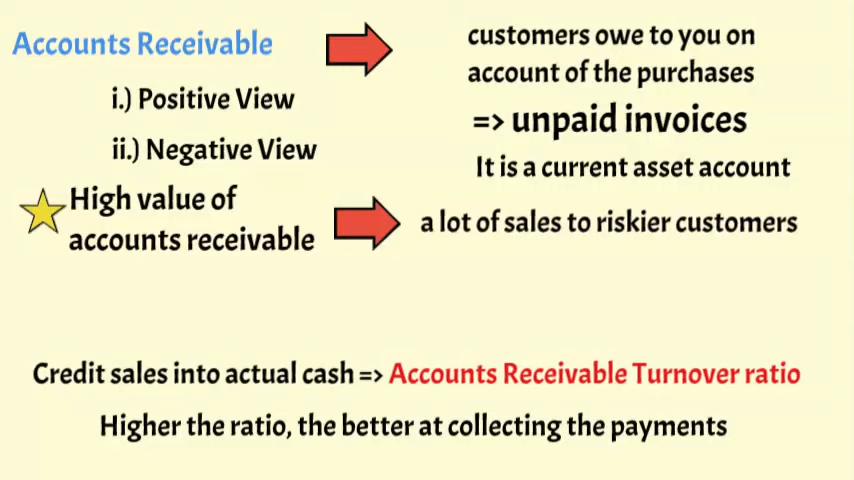 Accounts Receivable
customers owe to you on
account of the purchases
i.) Positive View
=> unpaid invoices
ii.) Negative View
It is a current asset account
High value of
accounts receivable
a lot of sales to riskier customers
Credit sales into actual cash => Accounts Receivable Turnover ratio
Higher the ratio, the better at collecting the payments